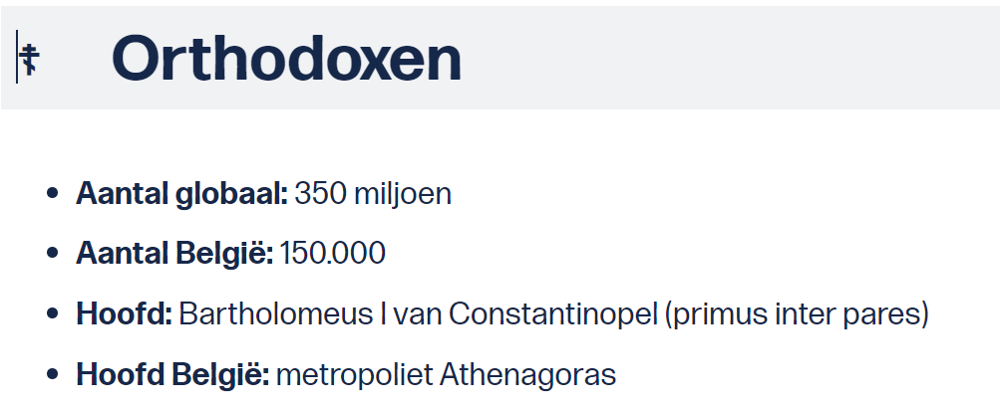 ☦ Orthodoxen
• Aantal globaal: 350 miljoen
• Aantal België: 150.000
• Hoofd: Bartholomeus I van Constantinopel (primus inter pares)
• Hoofd België: metropoliet Athenagoras